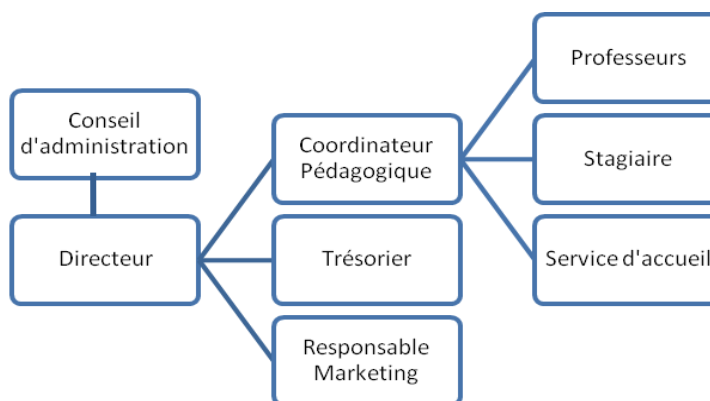 Conseil
d'administration
Directeur
Coordinateur
Pédagogique
Trésorier
Responsable
Marketing
Professeurs
Stagiaire
Service d'accueil